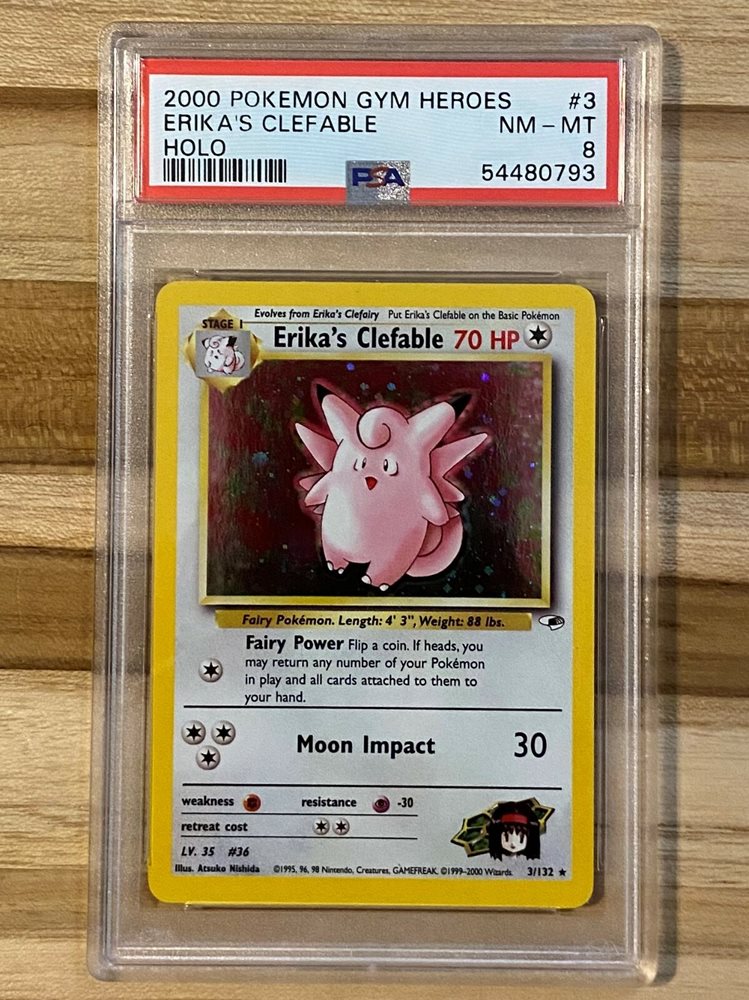 2000 POKEMON GYM HEROES #3
ERIKA'S CLEFABLE NM-MT
HOLO 8
PSA 54480793
Evolves from Erika's Clefairy Put Erika's Clefable on the Basic Pokémon
STAGE 1
Erika's Clefable 70 HP
Fairy Pokémon. Length: 4' 3", Weight: 88 lbs.
Fairy Power Flip a coin. If heads, you
may return any number of your Pokémon
in play and all cards attached to them to
your hand.
Moon Impact 30
weakness resistance -30
retreat cost
LV. 35 #36
Illus. Atsuko Nishida ©1995, 96, 98 Nintendo, Creatures, GAMEFREAK. ©1999-2000 Wizards. 3/132 ★